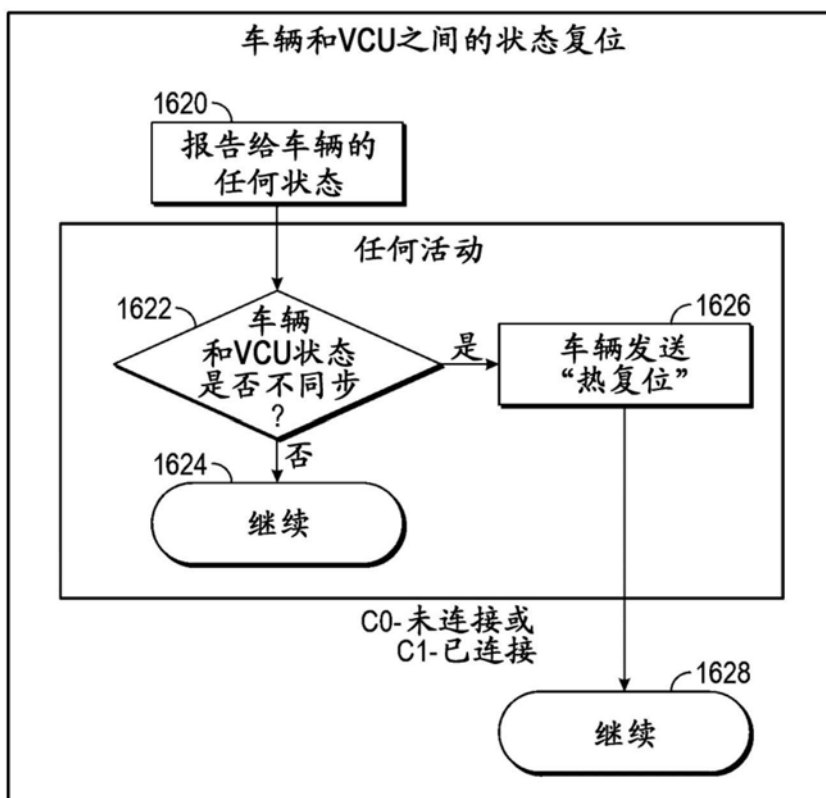 车辆和VCU之间的状态复位
1620
报告给车辆的
任何状态
任何活动
1622
车辆
和VCU状态
是否不同步
?
是
1626
车辆发送
“热复位”
否
1624
继续
C0-未连接或
C1-已连接
1628
继续